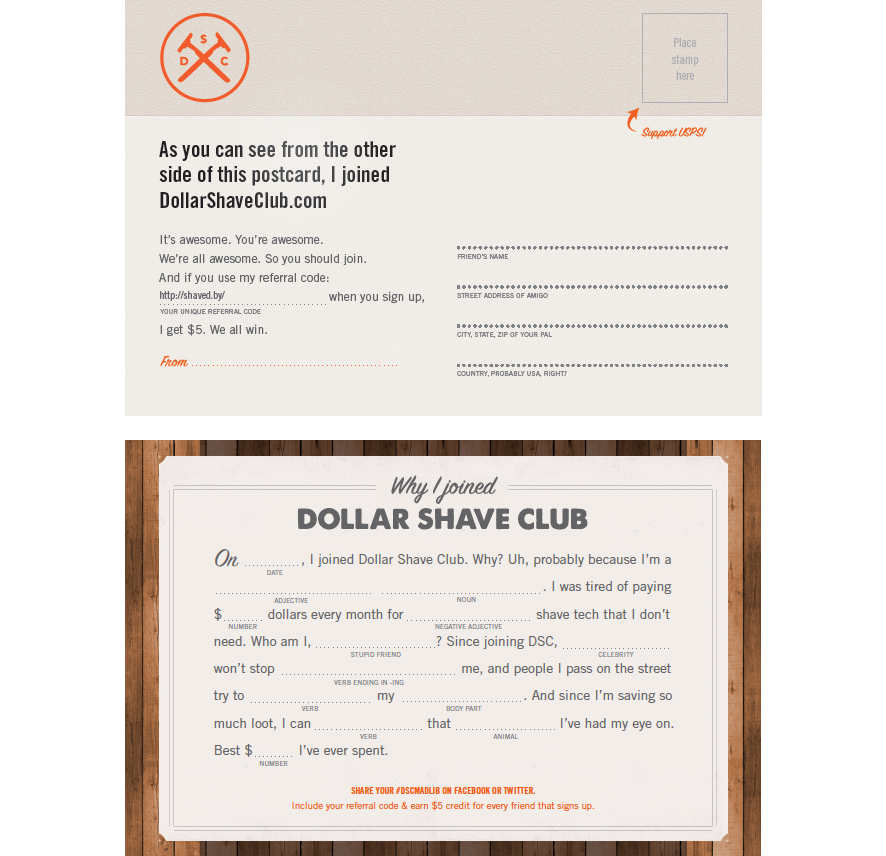 S
D C
Place
stamp
here
Support USPS!
As you can see from the other
side of this postcard, I joined
DollarShaveClub.com
It's awesome. You're awesome.
We're all awesome. So you should join.
And if you use my referral code:
http://shaved.by/ when you sign up,
YOUR UNIQUE REFERRAL CODE
I get $5. We all win.
From
FRIEND'S NAME
STREET ADDRESS OF AMIGO
CITY, STATE, ZIP OF YOUR PAL
COUNTRY, PROBABLY USA, RIGHT?
Why I joined
DOLLAR SHAVE CLUB
On , I joined Dollar Shave Club. Why? Uh, probably because I'm a
DATE
. I was tired of paying
ADJECTIVE NOUN
$ dollars every month for shave tech that I don't
NUMBER NEGATIVE ADJECTIVE
need. Who am I, ? Since joining DSC,
STUPID FRIEND CELEBRITY
won't stop me, and people I pass on the street
VERB ENDING IN -ING
try to my . And since I'm saving so
VERB BODY PART
much loot, I can that I've had my eye on.
VERB ANIMAL
Best $ I've ever spent.
NUMBER
SHARE YOUR #DSCMADLIB ON FACEBOOK OR TWITTER.
Include your referral code & earn $5 credit for every friend that signs up.